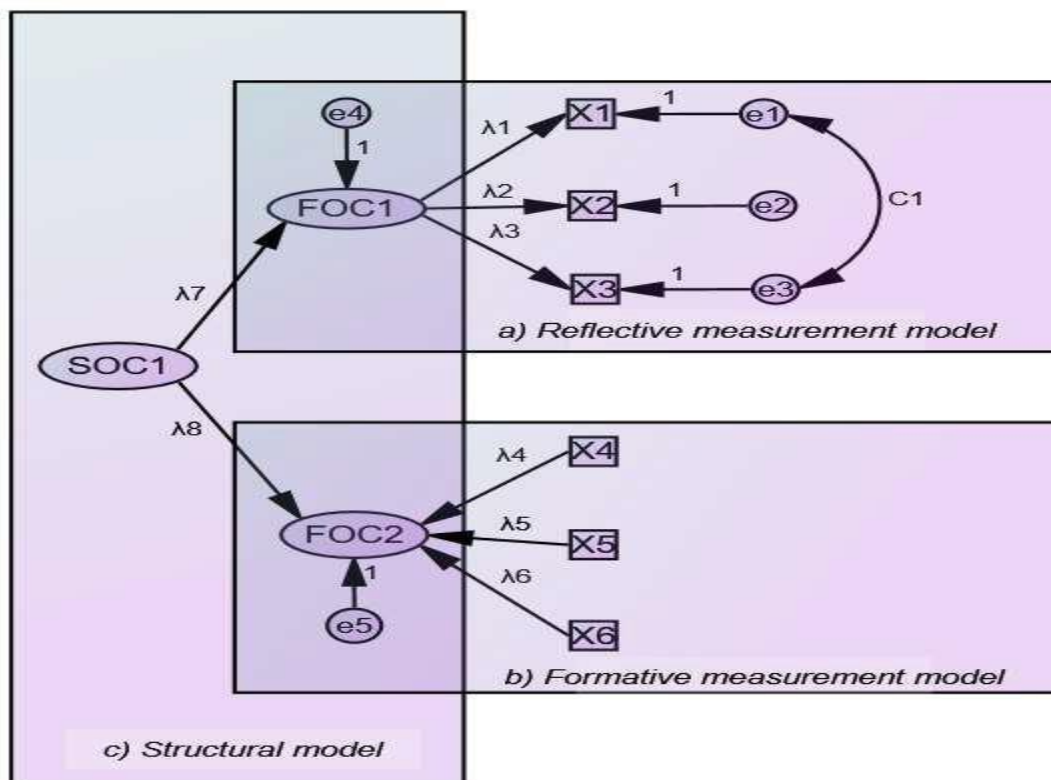 e4
1
FOC1
λ1
λ2
λ3
X1
X2
X3
1
1
1
e1
e2
e3
C1
a) Reflective measurement model
λ7
SOC1
λ8
FOC2
1
e5
λ4
λ5
λ6
X4
X5
X6
b) Formative measurement model
c) Structural model